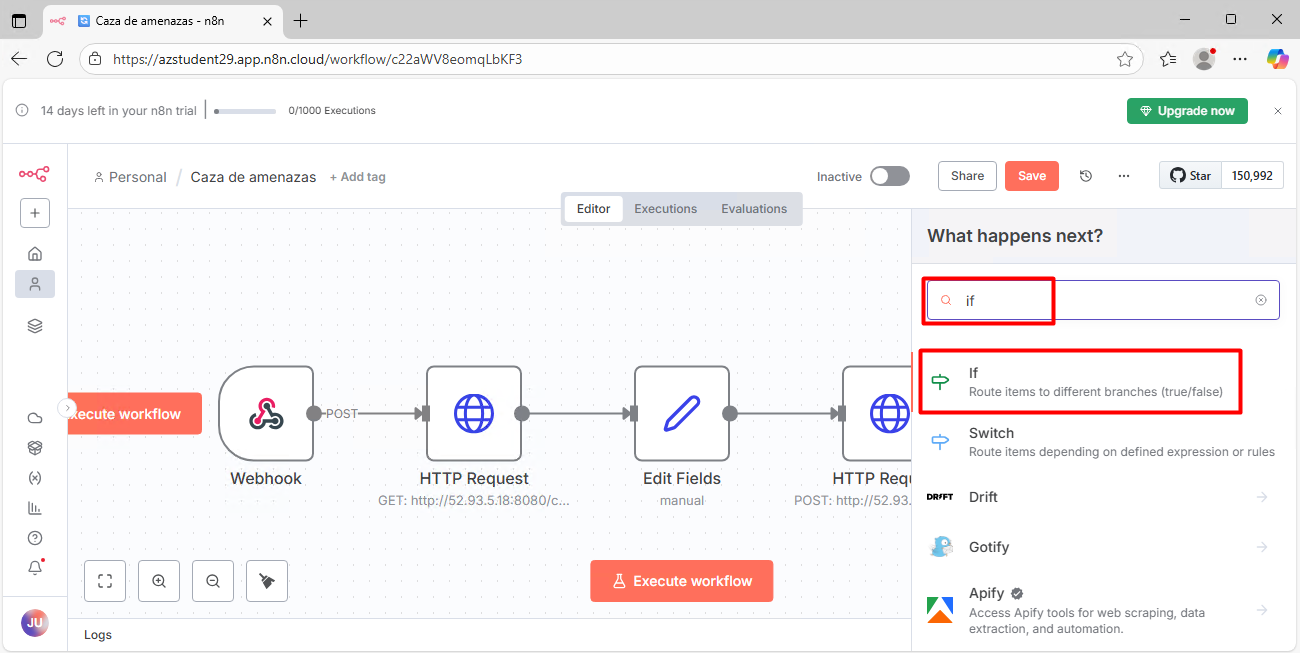 Caza de amenazas - n8n
https://azstudent29.app.n8n.cloud/workflow/c22aWV8eomqLbKF3
14 days left in your n8n trial
0/1000 Executions
Upgrade now
Personal / Caza de amenazas + Add tag
Inactive
Share
Save
Star
150,992
Editor
Executions
Evaluations
What happens next?
if
If
Route items to different branches (true/false)
Switch
Route items depending on defined expression or rules
DRIFT
Drift
Gotify
Apify
Access Apify tools for web scraping, data
extraction, and automation.
xecute workflow
POST
Webhook
HTTP Request
GET: http://52.93.5.18:8080/c...
Edit Fields
manual
HTTP Requ
POST: http://52.93.
Execute workflow
JU
Logs